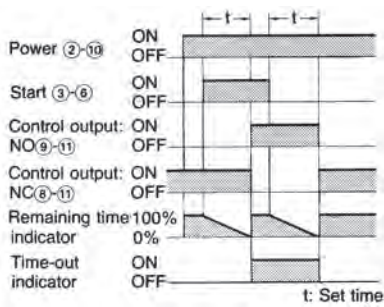 t t
Power ②-⑩ ON
OFF
Start ③-⑥ ON
OFF
Control output: ON
NO⑨-⑪ OFF
Control output: ON
NC⑧-⑪ OFF
Remaining time 100%
indicator 0%
Time-out ON
indicator OFF
t: Set time